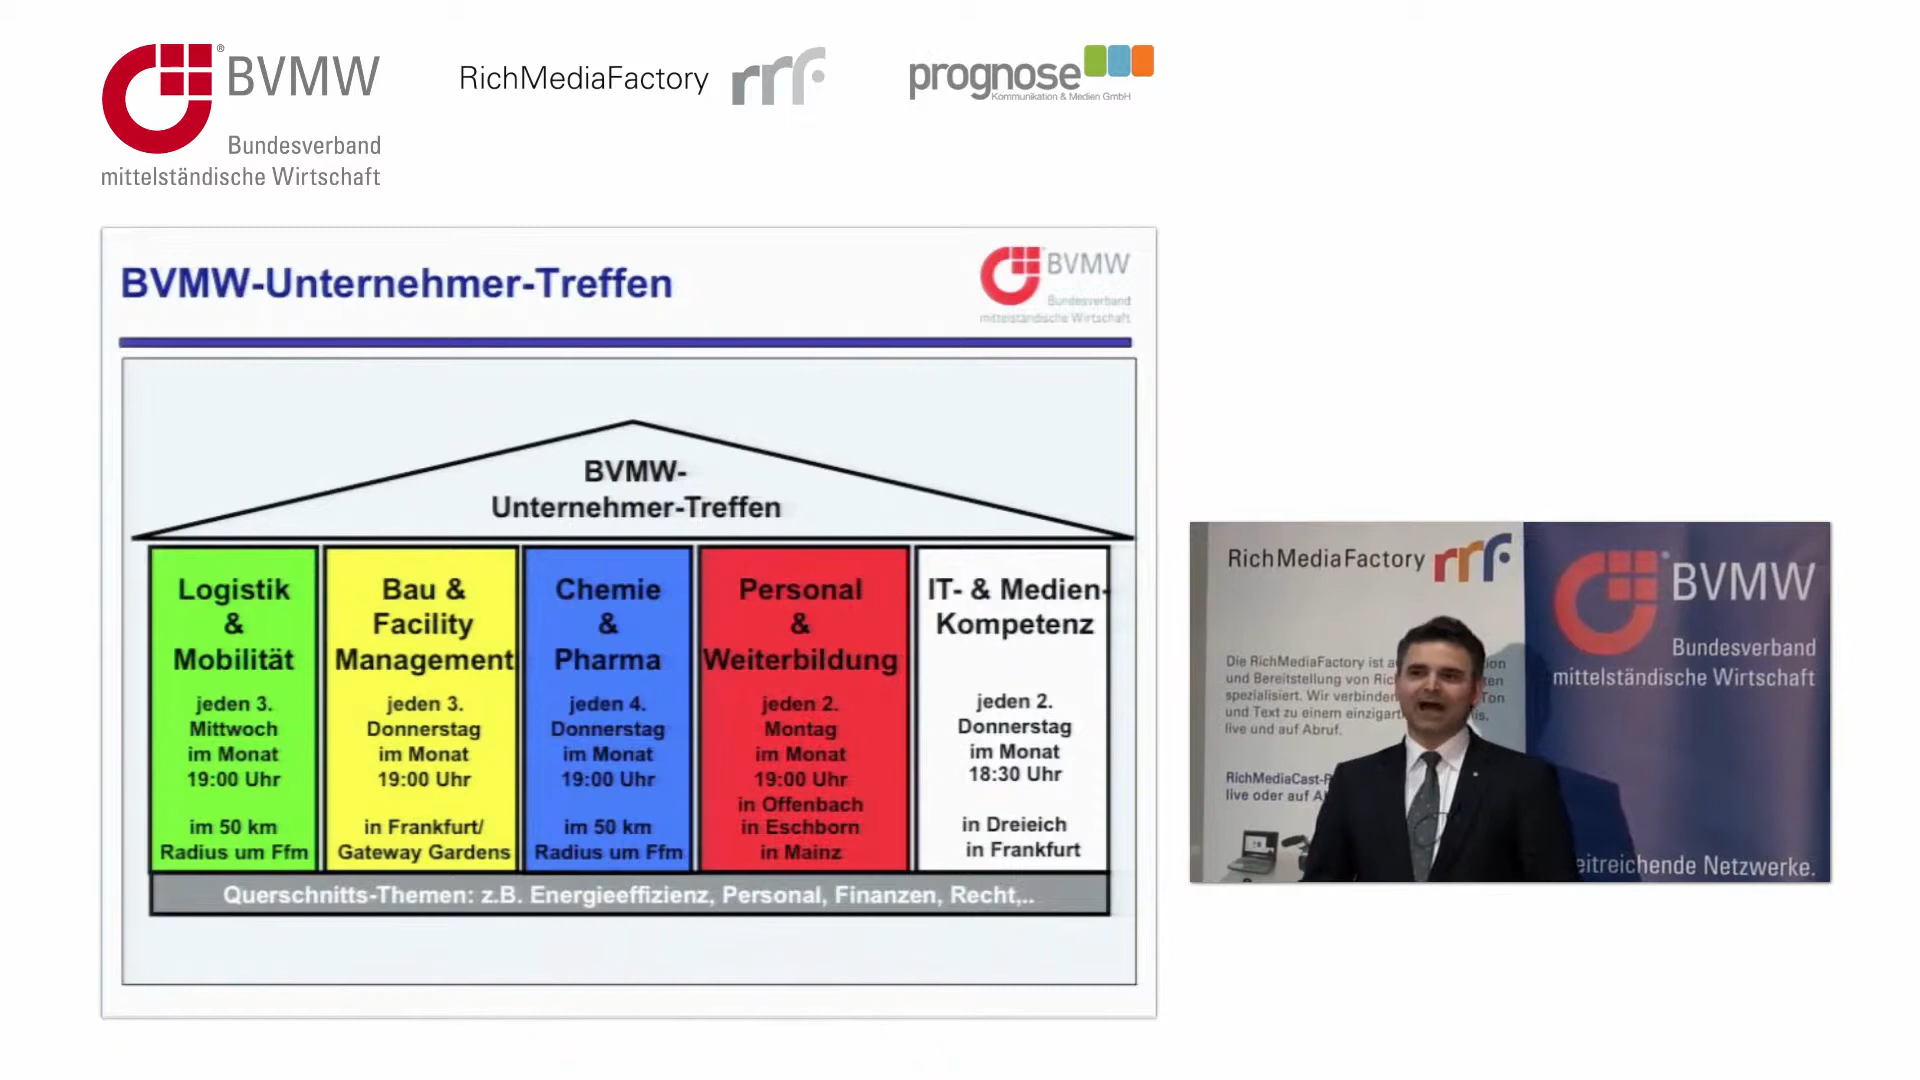 BVMW
Bundesverband
mittelständische Wirtschaft
RichMediaFactory rrf
prognose
Kommunikation & Medien GmbH
BVMW-Unternehmer-Treffen
BVMW
Bundesverband
mittelständische Wirtschaft
BVMW-
Unternehmer-Treffen
Logistik
&
Mobilität
jeden 3.
Mittwoch
im Monat
19:00 Uhr
im 50 km
Radius um Ffm
Bau &
Facility
Management
jeden 3.
Donnerstag
im Monat
19:00 Uhr
in Frankfurt/
Gateway Gardens
Chemie
&
Pharma
jeden 4.
Donnerstag
im Monat
19:00 Uhr
im 50 km
Radius um Ffm
Personal
&
Weiterbildung
jeden 2.
Montag
im Monat
19:00 Uhr
in Offenbach
in Eschborn
in Mainz
IT- & Medien-
Kompetenz
jeden 2.
Donnerstag
im Monat
18:30 Uhr
in Dreieich
in Frankfurt
Querschnitts-Themen: z.B. Energieeffizienz, Personal, Finanzen, Recht,..
RichMediaFactory rrf
Die RichMediaFactory ist
und Bereitstellung von
spezialisiert. Wir verbinden Ton
und Text zu einem
live und auf Abruf.
live oder auf
BVMW
Bundesverband
mittelständische Wirtschaft
Netzwerke.